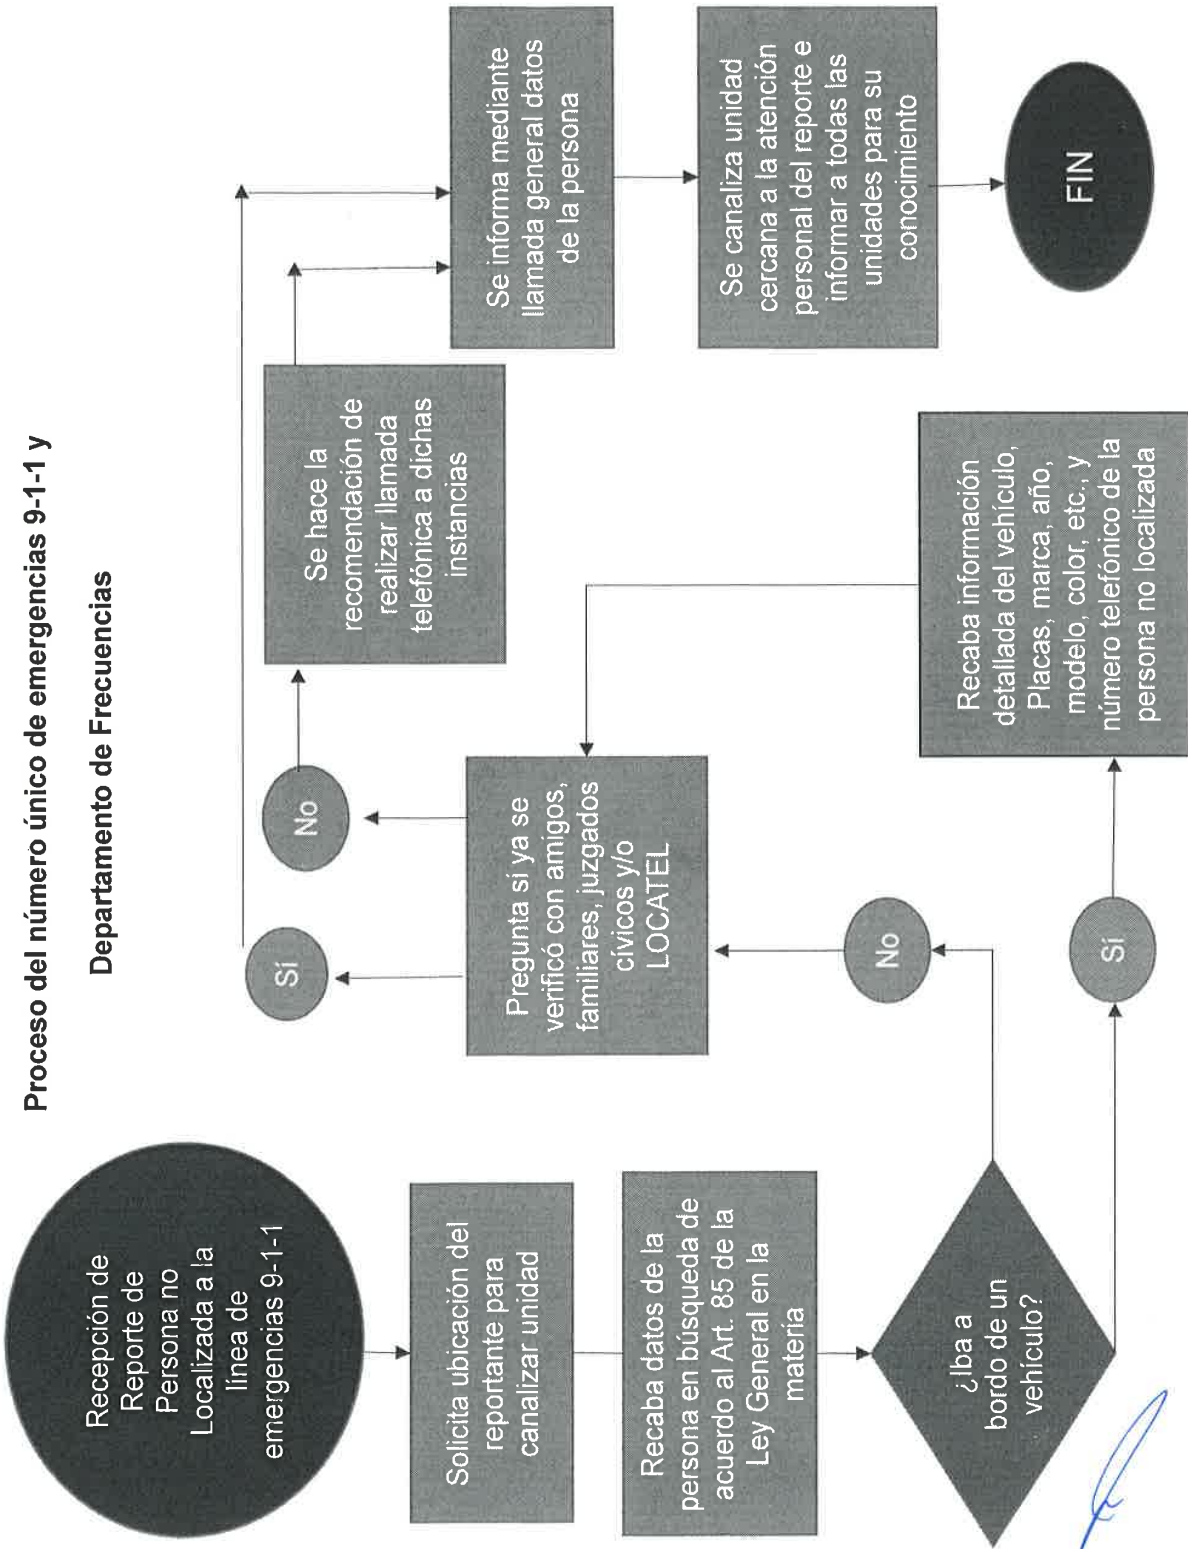 Proceso del número único de emergencias 9-1-1 y
Departamento de Frecuencias
Recepción de
Reporte de
Persona no
Localizada a la
línea de
emergencias 9-1-1
Solicita ubicación del
reportante para
canalizar unidad
Recaba datos de la
persona en búsqueda de
acuerdo al Art. 85 de la
Ley General en la
materia
¿Iba a
bordo de un
vehículo?
No
Sí
Recaba información
detallada del vehículo,
Placas, marca, año,
modelo, color, etc., y
número telefónico de la
persona no localizada
Pregunta si ya se
verificó con amigos,
familiares, juzgados
cívicos y/o
LOCATEL
Sí
No
Se hace la
recomendación de
realizar llamada
telefónica a dichas
instancias
Se informa mediante
llamada general datos
de la persona
Se canaliza unidad
cercana a la atención
personal del reporte e
informar a todas las
unidades para su
conocimiento
FIN